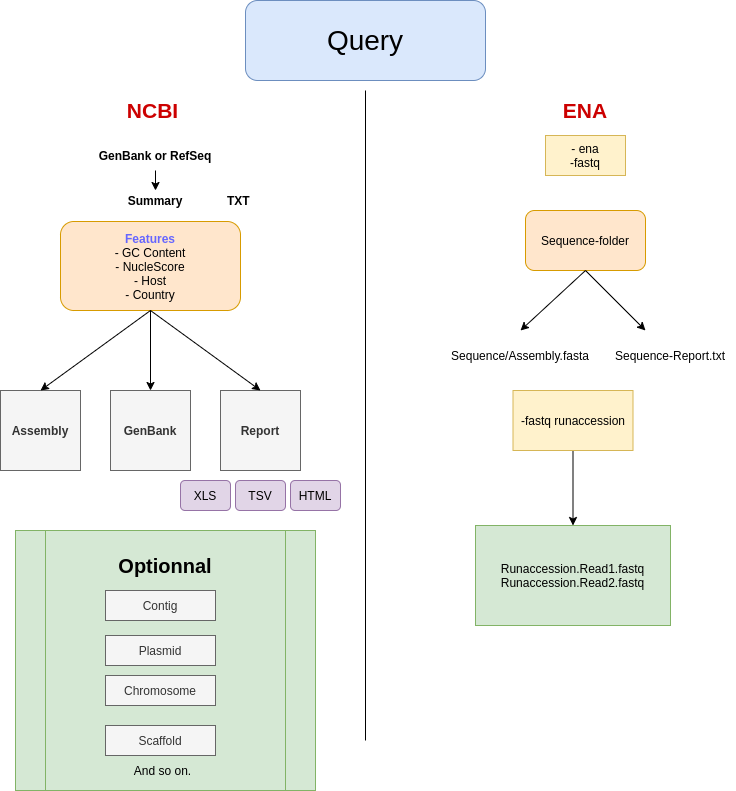 Query
NCBI
GenBank or RefSeq
Summary
TXT
Features
- GC Content
- NucleScore
- Host
- Country
Assembly
GenBank
Report
XLS
TSV
HTML
Optionnal
Contig
Plasmid
Chromosome
Scaffold
And so on.
ENA
- ena
-fastq
Sequence-folder
Sequence/Assembly.fasta
Sequence-Report.txt
-fastq runaccession
Runaccession.Read1.fastq
Runaccession.Read2.fastq